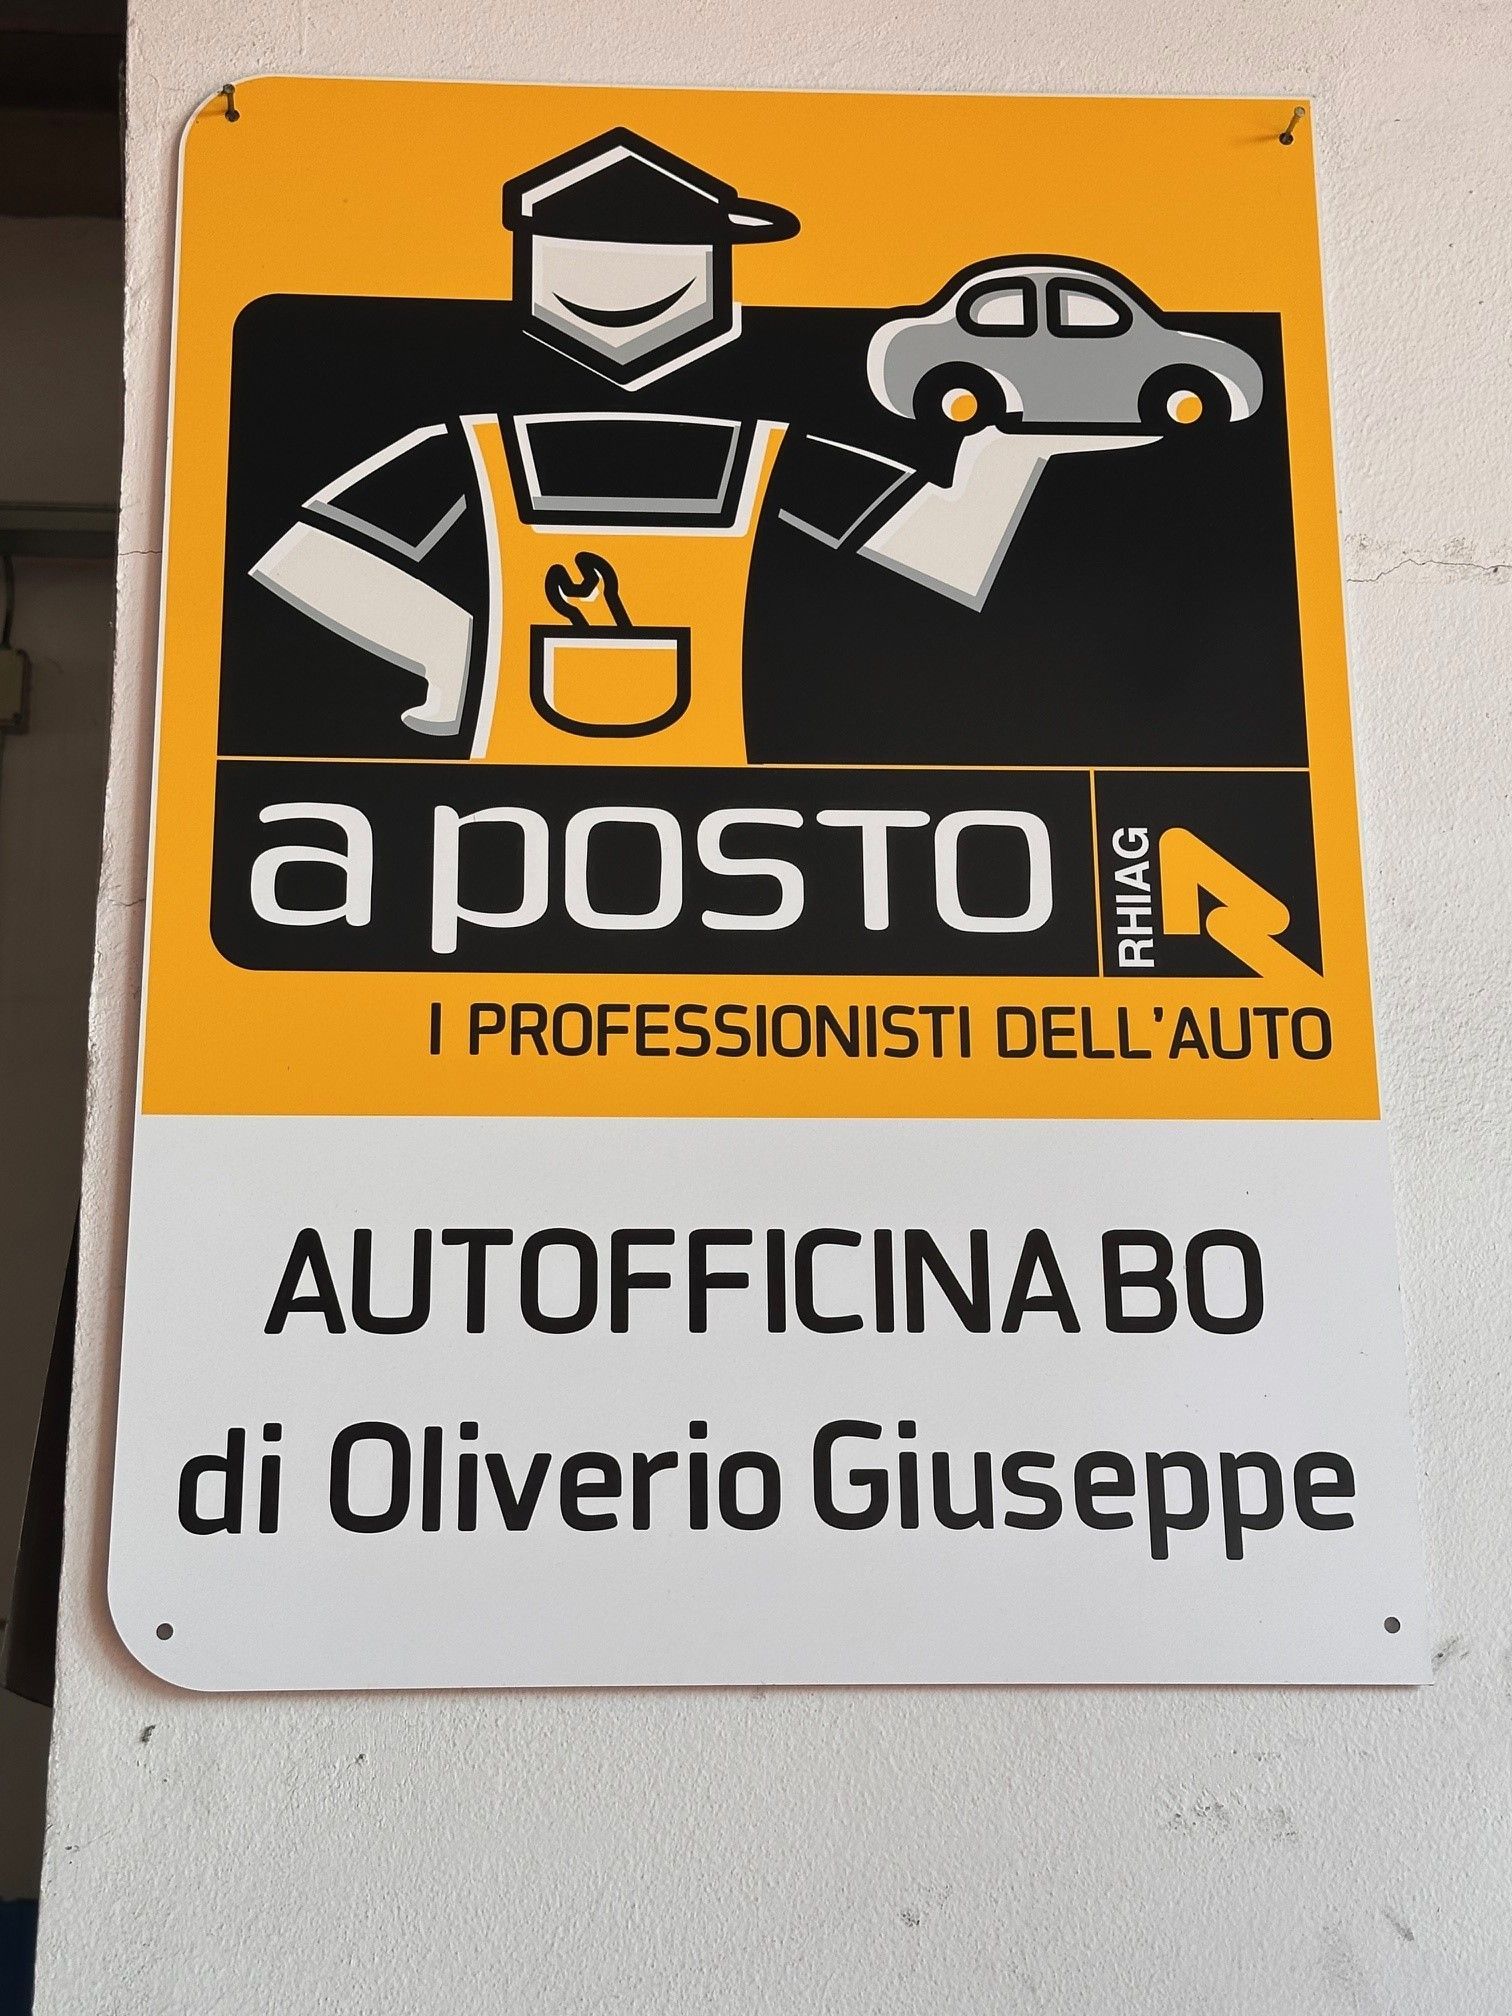 a posto
RHIAG
I PROFESSIONISTI DELL'AUTO
AUTOFFICINA BO
di Oliverio Giuseppe